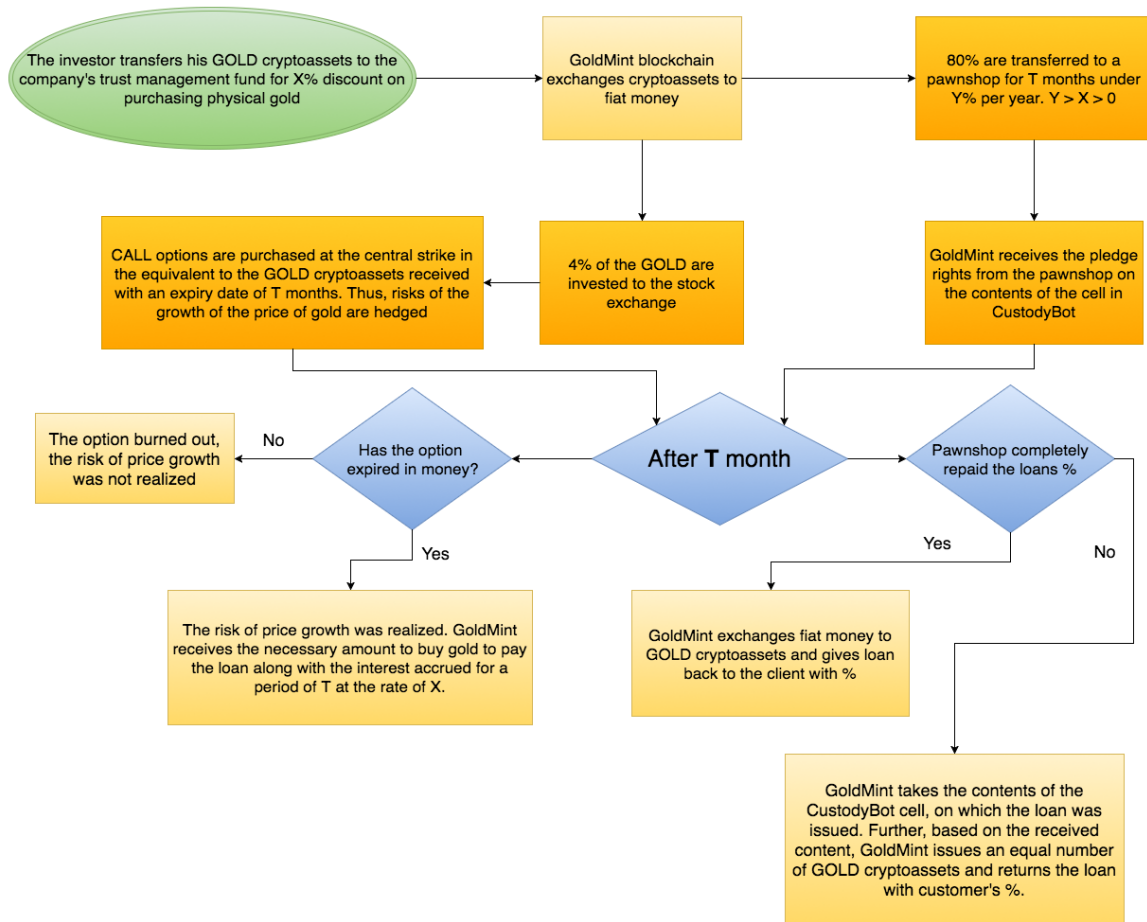 The investor transfers his GOLD cryptoassets to the
company's trust management fund for X% discount on
purchasing physical gold
GoldMint blockchain
exchanges cryptoassets to
fiat money
80% are transferred to a
pawnshop for T months under
Y% per year. Y > X > 0
CALL options are purchased at the central strike in
the equivalent to the GOLD cryptoassets received
with an expiry date of T months. Thus, risks of the
growth of the price of gold are hedged
4% of the GOLD are
invested to the stock
exchange
GoldMint receives the pledge
rights from the pawnshop on
the contents of the cell in
CustodyBot
The option burned out,
the risk of price growth
was not realized
No
Has the option
expired in money?
After T month
Pawnshop completely
repaid the loans %
Yes
Yes
No
The risk of price growth was realized. GoldMint
receives the necessary amount to buy gold to pay
the loan along with the interest accrued for a
period of T at the rate of X.
GoldMint exchanges fiat money to
GOLD cryptoassets and gives loan
back to the client with %
GoldMint takes the contents of the
CustodyBot cell, on which the loan was
issued. Further, based on the received
content, GoldMint issues an equal number
of GOLD cryptoassets and returns the loan
with customer's %.